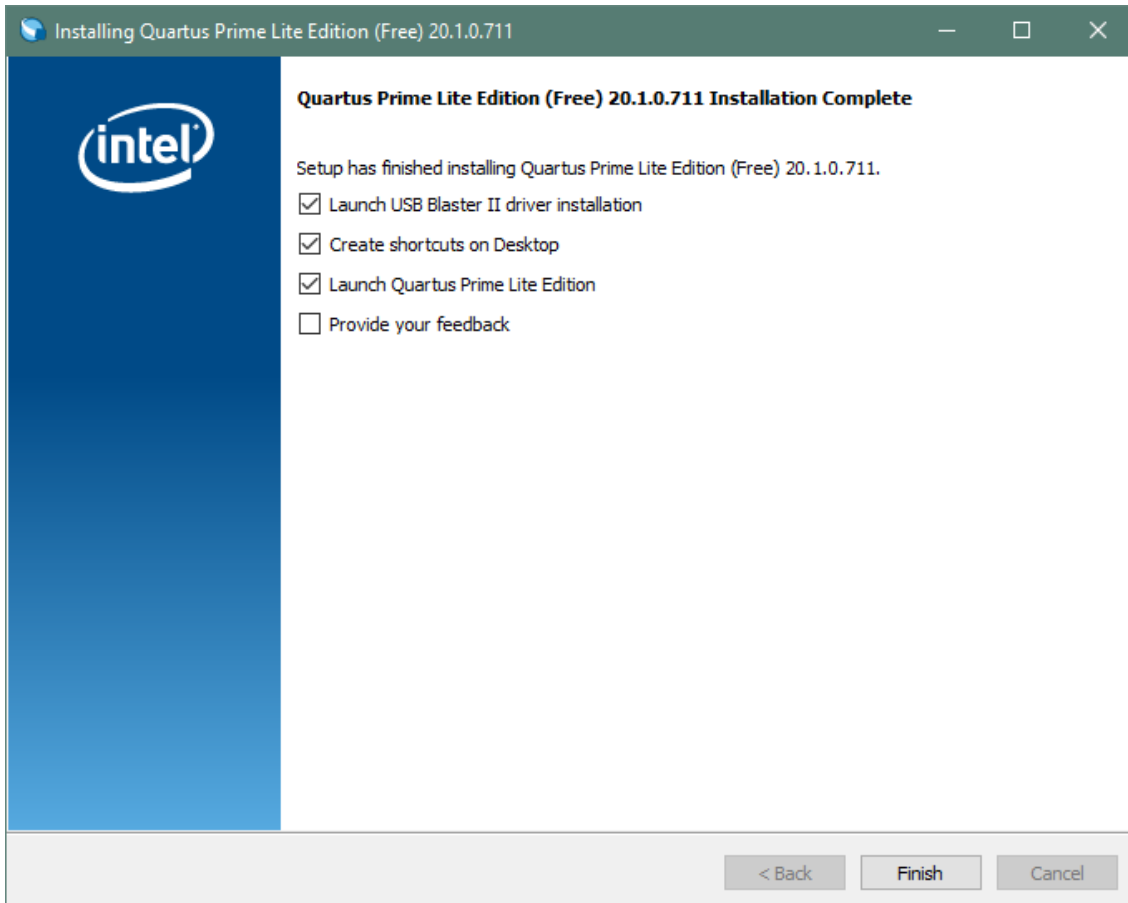 Installing Quartus Prime Lite Edition (Free) 20.1.0.711
intel
Quartus Prime Lite Edition (Free) 20.1.0.711 Installation Complete
Setup has finished installing Quartus Prime Lite Edition (Free) 20.1.0.711.
Launch USB Blaster II driver installation
Create shortcuts on Desktop
Launch Quartus Prime Lite Edition
Provide your feedback
< Back Finish Cancel